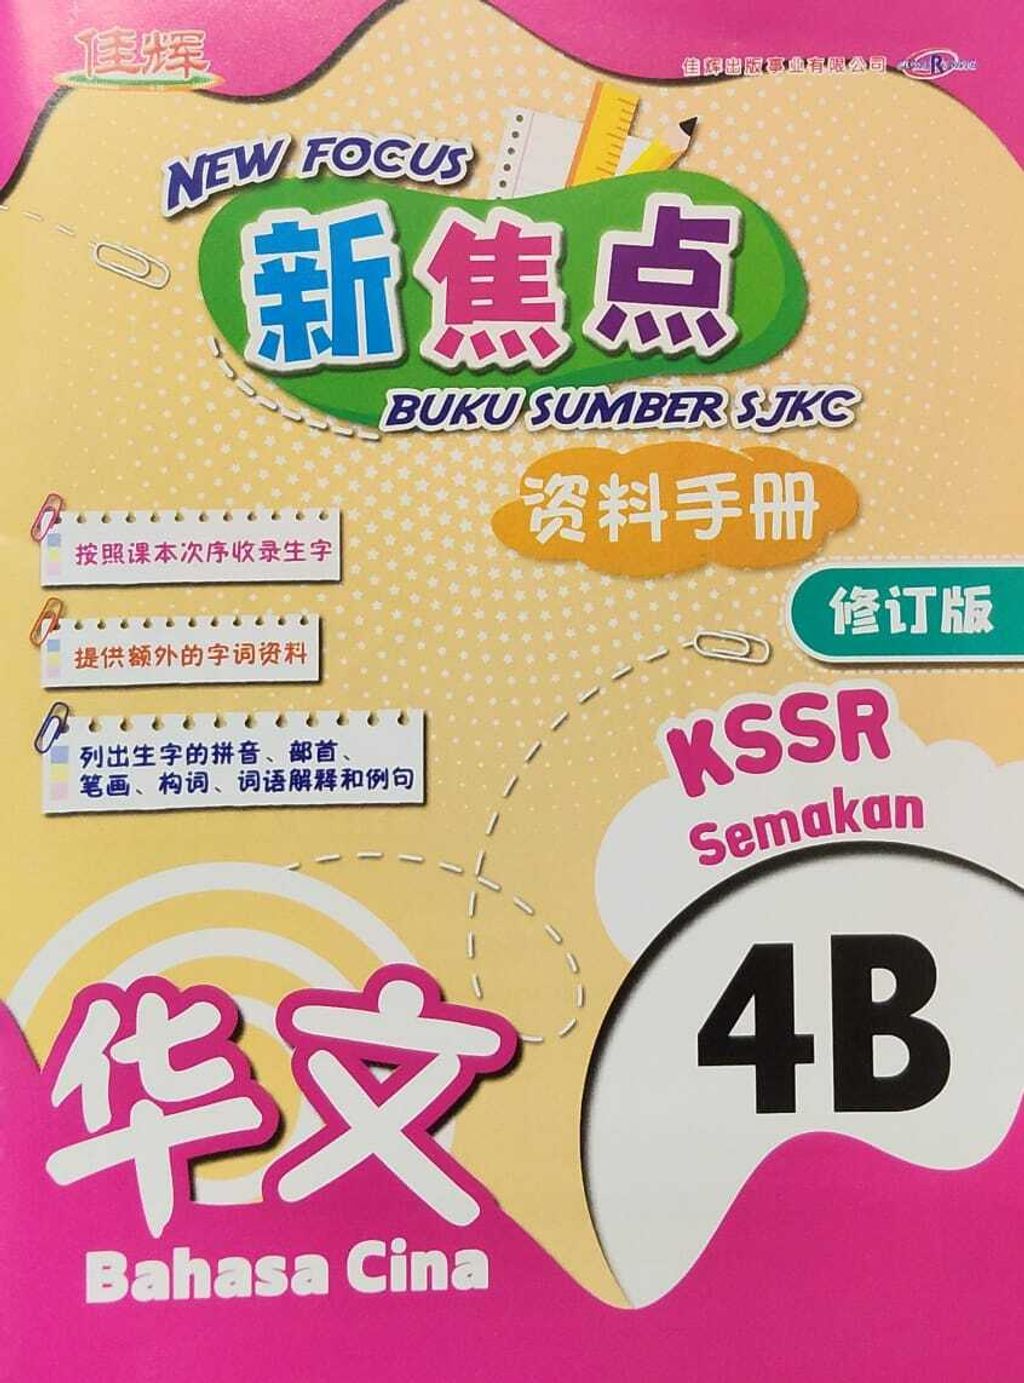 佳辉
佳辉出版事业有限公司
NEW FOCUS
新焦点
BUKU SUMBER SJKC
资料手册
按照课本次序收录生字
修订版
提供额外的字词资料
列出生字的拼音、部首、
笔画、构词、词语解释和例句
KSSR
Semakan
4B
华文
Bahasa Cina